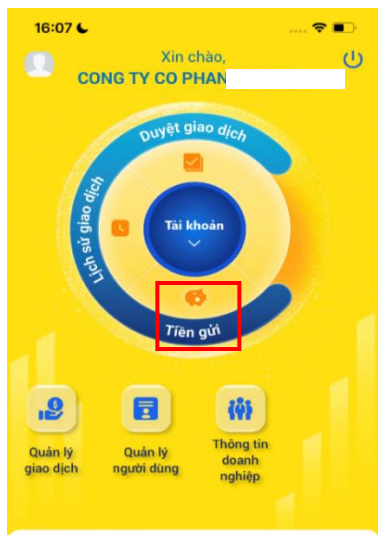 16:07
Xin chào,
CONG TY CO PHAN
Duyệt giao dịch
Lịch sử giao dịch
Tài khoản
Tiền gửi
Quản lý
giao dịch
Quản lý
người dùng
Thông tin
doanh
nghiệp